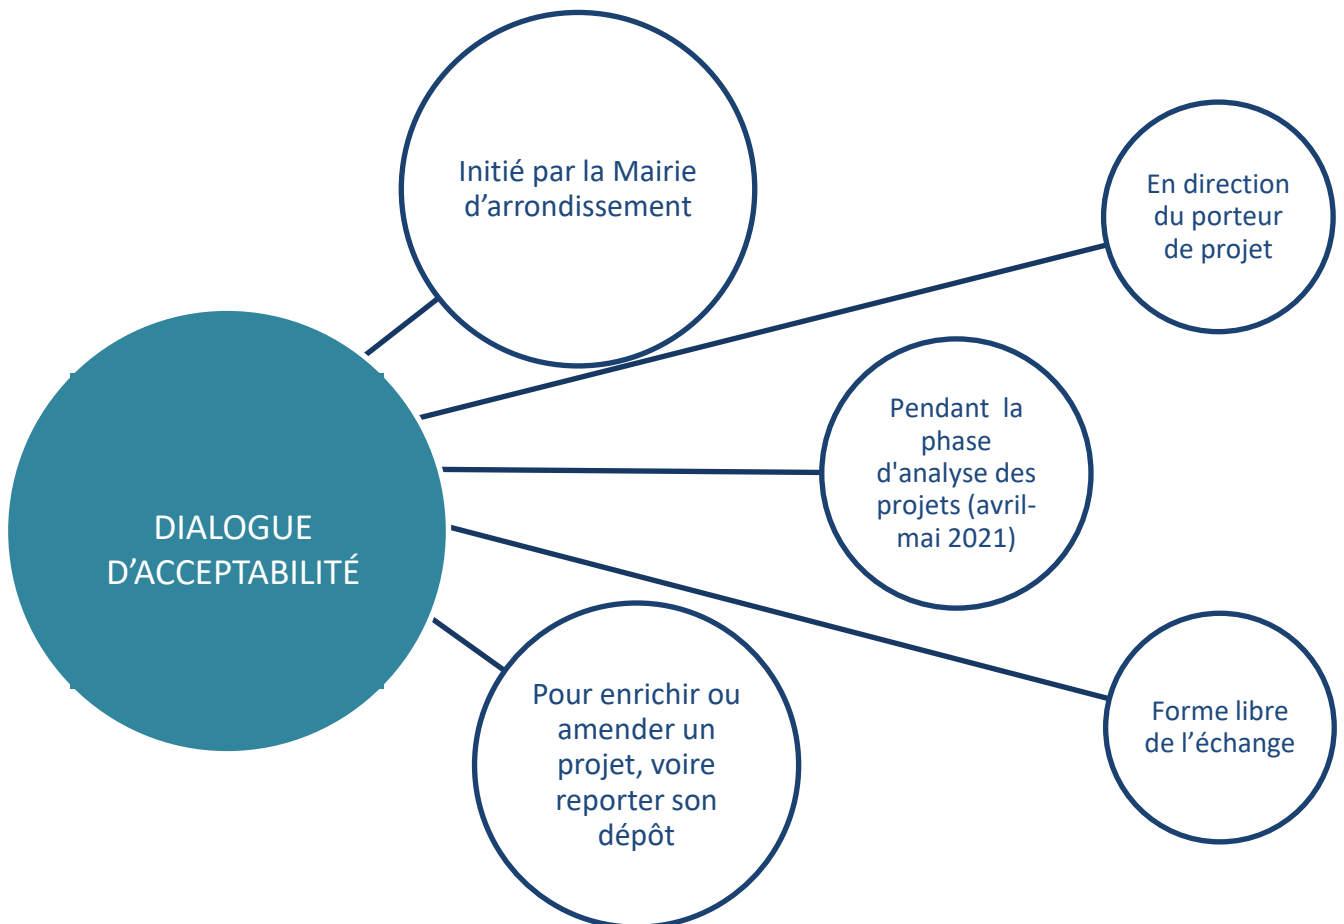 Initié par la Mairie
d’arrondissement
En direction
du porteur
de projet
Pendant  la
phase
d'analyse des
projets (avril-
mai 2021)
DIALOGUE
D’ACCEPTABILITÉ
Pour enrichir ou
amender un
projet, voire
reporter son
dépôt
Forme libre
de l’échange